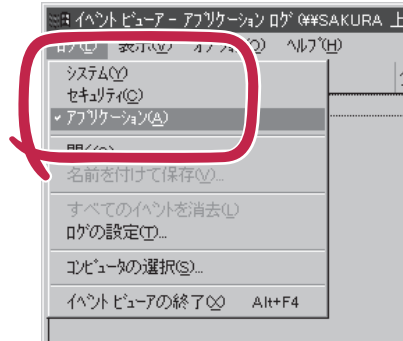 イベント ビューア - アプリケーション ログ (¥¥SAKURA 上
ログ(L) 表示(V) オプション(O) ヘルプ(H)
システム(Y)
セキュリティ(C)
アプリケーション(A)
開く(O)...
名前を付けて保存(V)...
すべてのイベントを消去(L)
ログの設定(T)...
コンピュータの選択(S)...
イベント ビューアの終了(X) Alt+F4